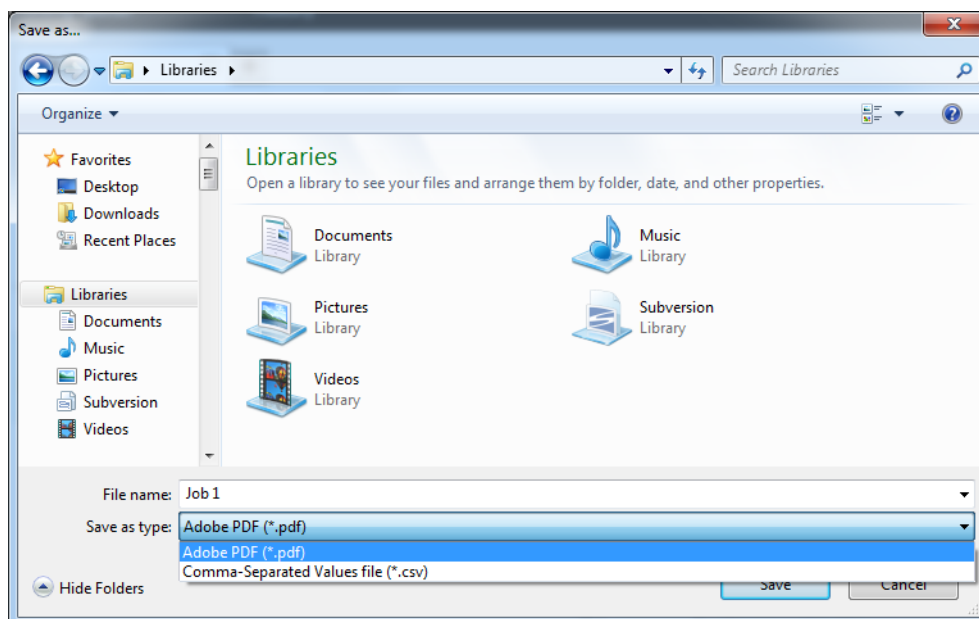 Save as...
Libraries
Search Libraries
Organize
Favorites
Desktop
Downloads
Recent Places
Libraries
Documents
Music
Pictures
Subversion
Videos
Libraries
Open a library to see your files and arrange them by folder, date, and other properties.
Documents
Library
Music
Library
Pictures
Library
Subversion
Library
Videos
Library
File name: Job 1
Save as type: Adobe PDF (*.pdf)
Adobe PDF (*.pdf)
Comma-Separated Values file (*.csv)
Hide Folders
Save
Cancel